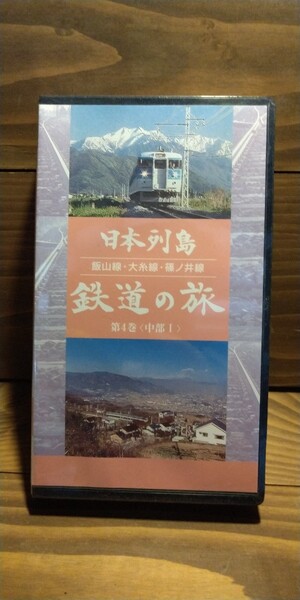 日本列島
飯山線・大糸線・篠ノ井線
鉄道の旅
第4巻〈中部Ⅰ〉